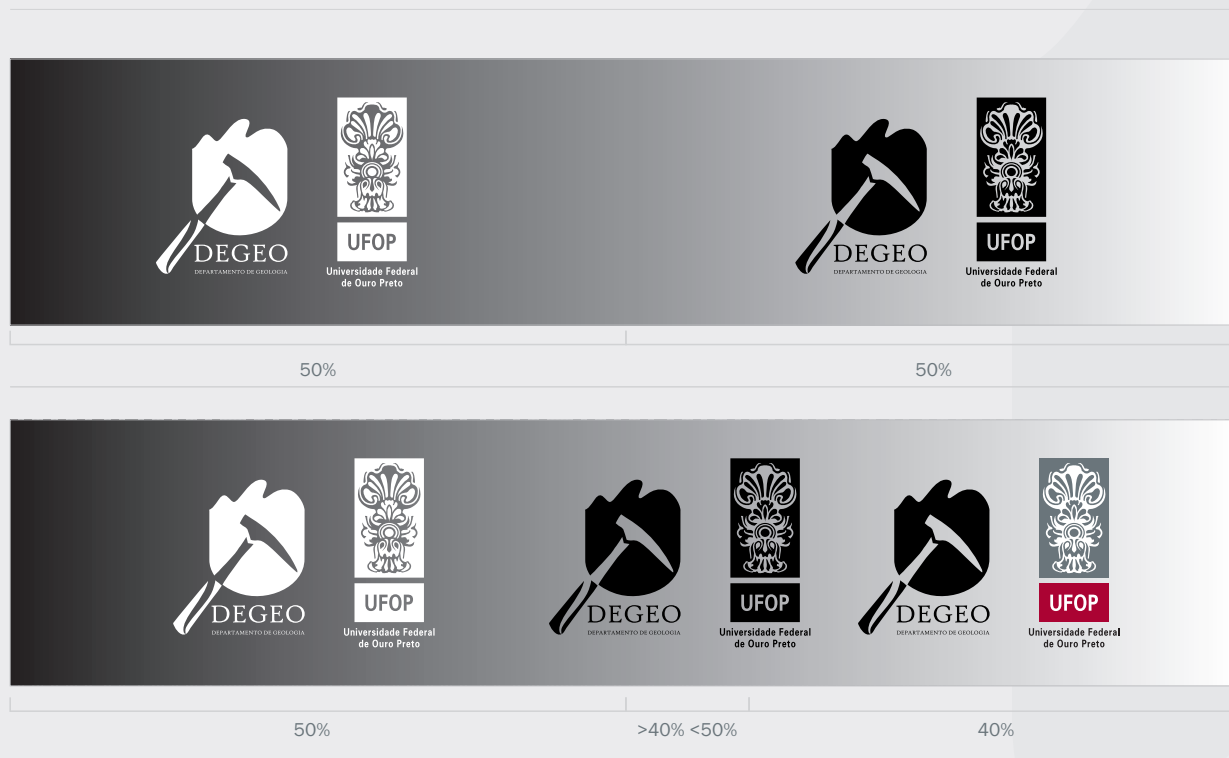 DEGEO
DEPARTAMENTO DE GEOLOGIA
UFOP
Universidade Federal
de Ouro Preto
DEGEO
DEPARTAMENTO DE GEOLOGIA
UFOP
Universidade Federal
de Ouro Preto
50%
50%
DEGEO
DEPARTAMENTO DE GEOLOGIA
UFOP
Universidade Federal
de Ouro Preto
DEGEO
DEPARTAMENTO DE GEOLOGIA
UFOP
Universidade Federal
de Ouro Preto
DEGEO
DEPARTAMENTO DE GEOLOGIA
UFOP
Universidade Federal
de Ouro Preto
50%
>40% <50%
40%